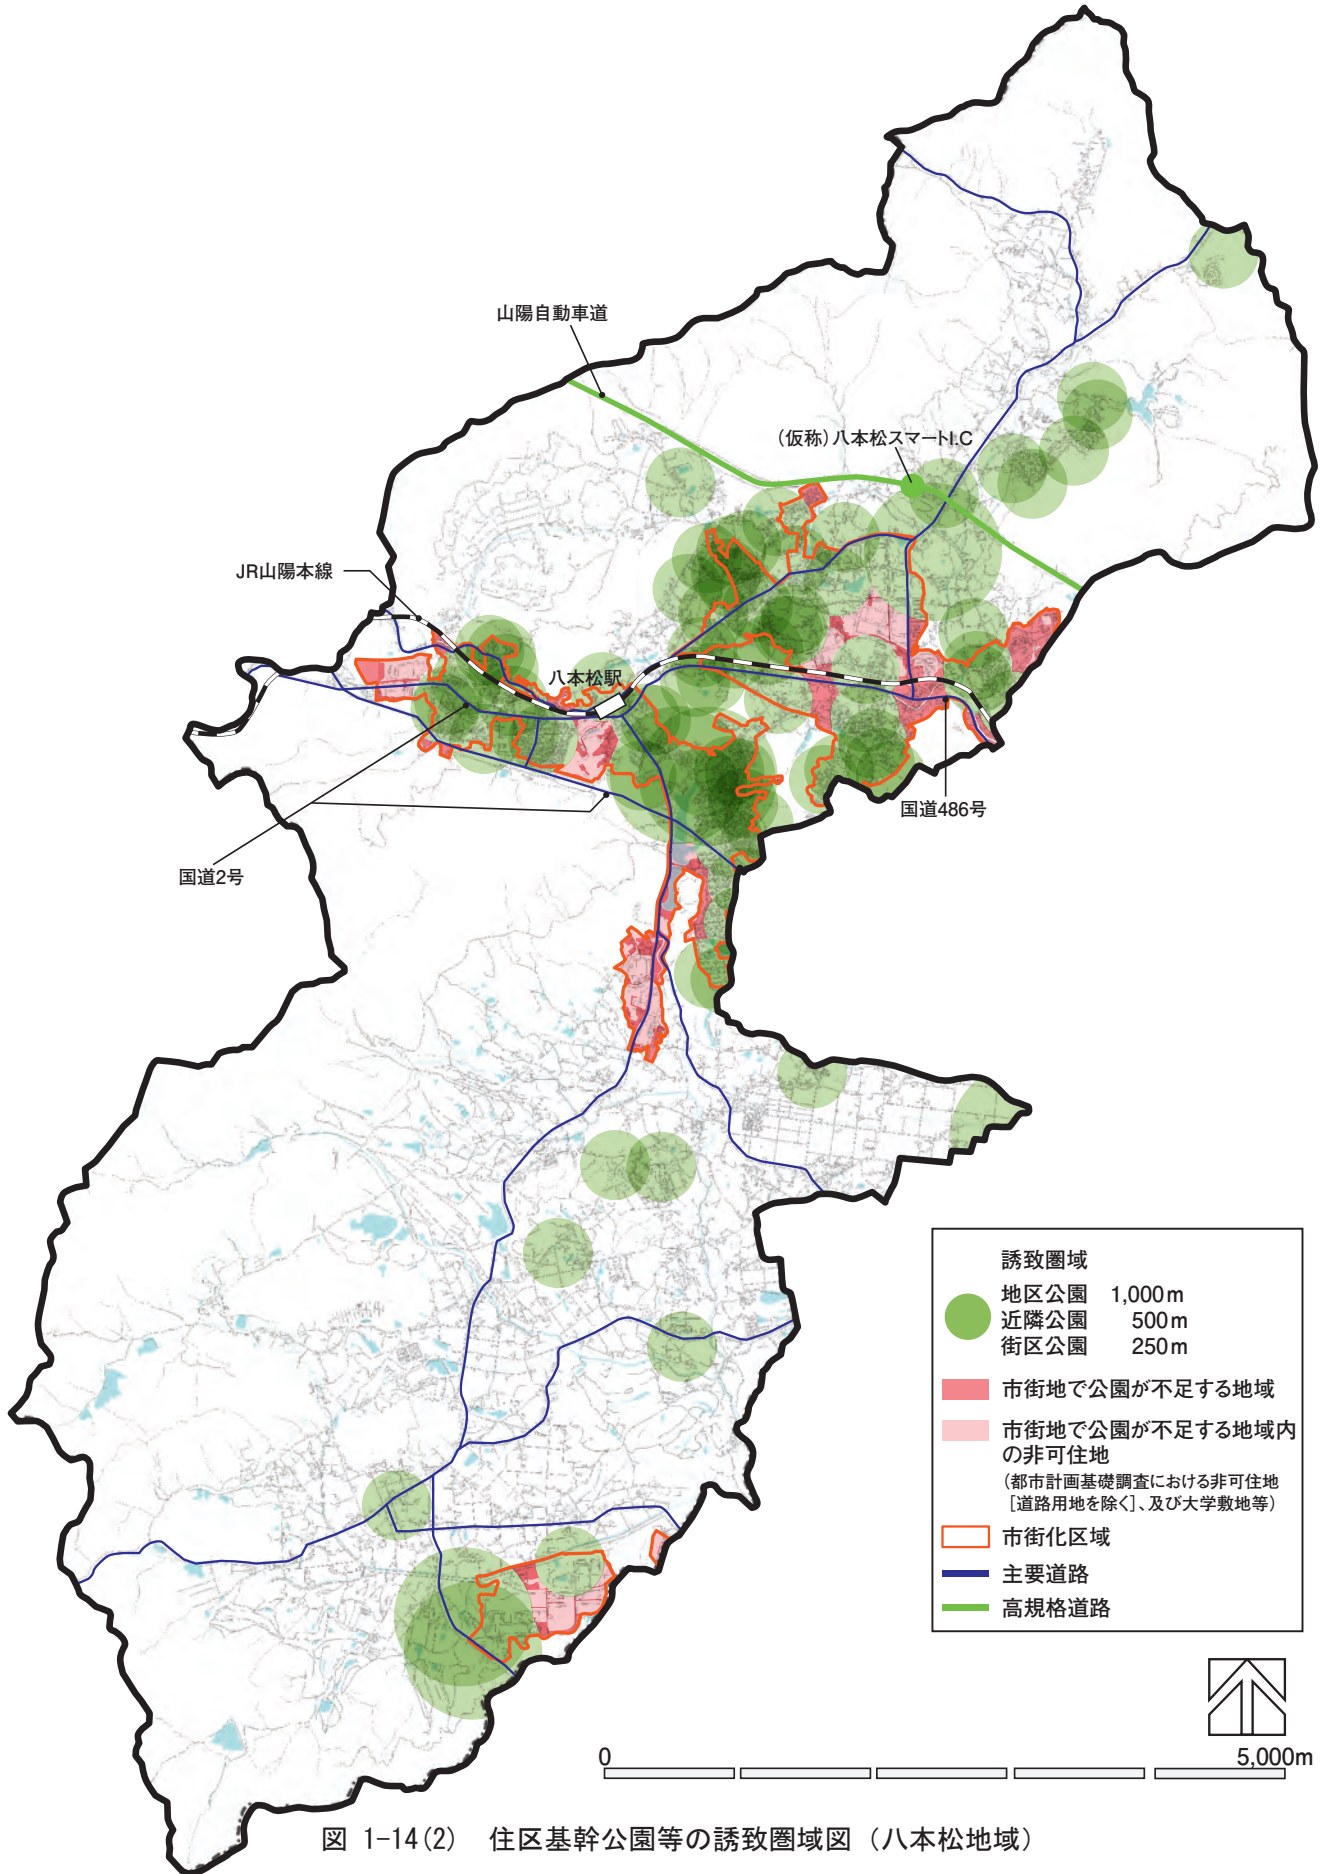 山陽自動車道
(仮称)八本松スマートI.C
JR山陽本線
八本松駅
国道486号
国道2号
誘致圏域
地区公園 1,000m
近隣公園 500m
街区公園 250m
市街地で公園が不足する地域
市街地で公園が不足する地域内
の非可住地
(都市計画基礎調査における非可住地
[道路用地を除く]、及び大学敷地等)
市街化区域
主要道路
高規格道路
0 5,000m
図 1-14(2) 住区基幹公園等の誘致圏域図 (八本松地域)